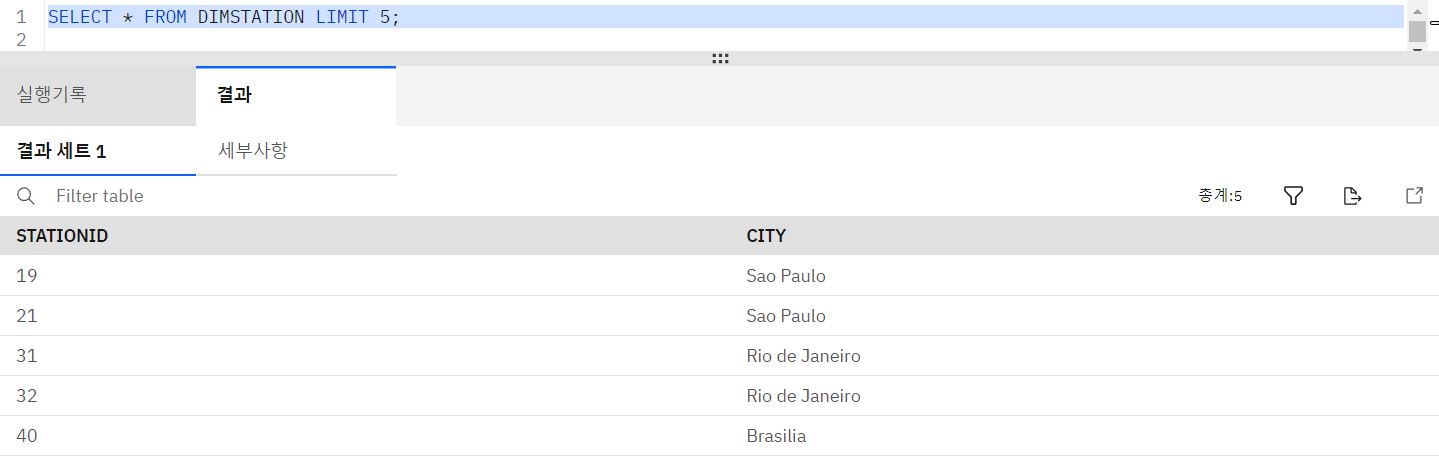 1 SELECT * FROM DIMSTATION LIMIT 5;
2
실행기록 결과
결과 세트 1 세부사항
Filter table 총계:5
STATIONID CITY
19 Sao Paulo
21 Sao Paulo
31 Rio de Janeiro
32 Rio de Janeiro
40 Brasilia